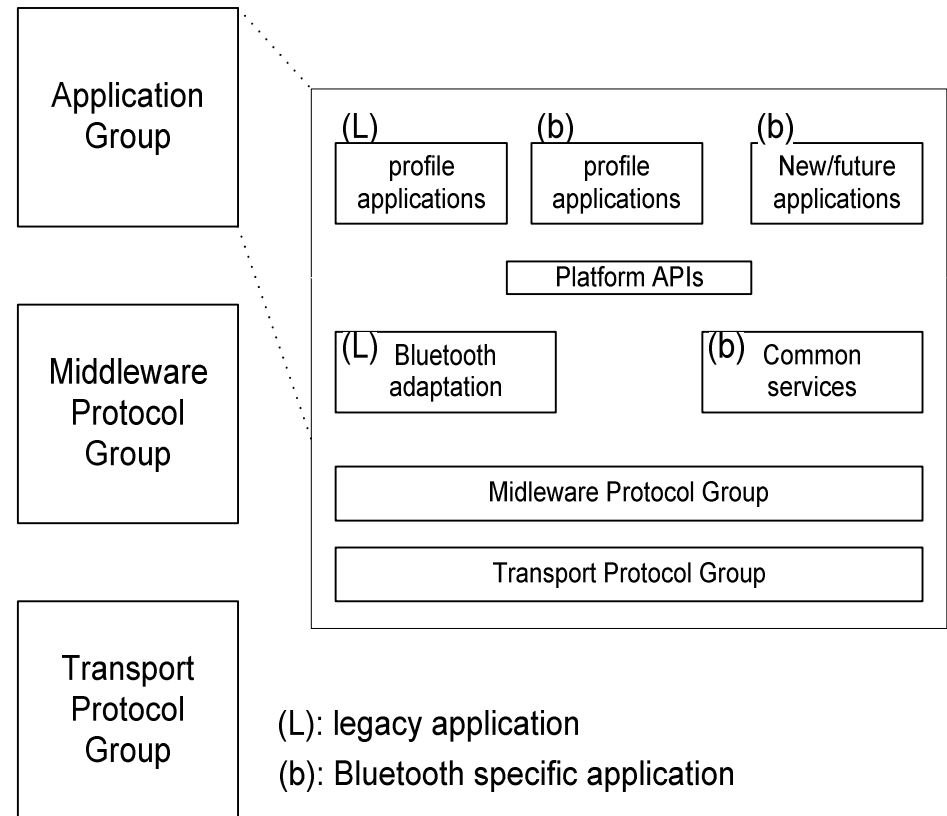 Application
Group
(L)
(b)
(b)
profile
applications
profile
applications
New/future
applications
Platform APIs
(L)
Bluetooth
adaptation
(b)
Common
services
Midleware Protocol Group
Transport Protocol Group
Middleware
Protocol
Group
Transport
Protocol
Group
(L): legacy application
(b): Bluetooth specific application